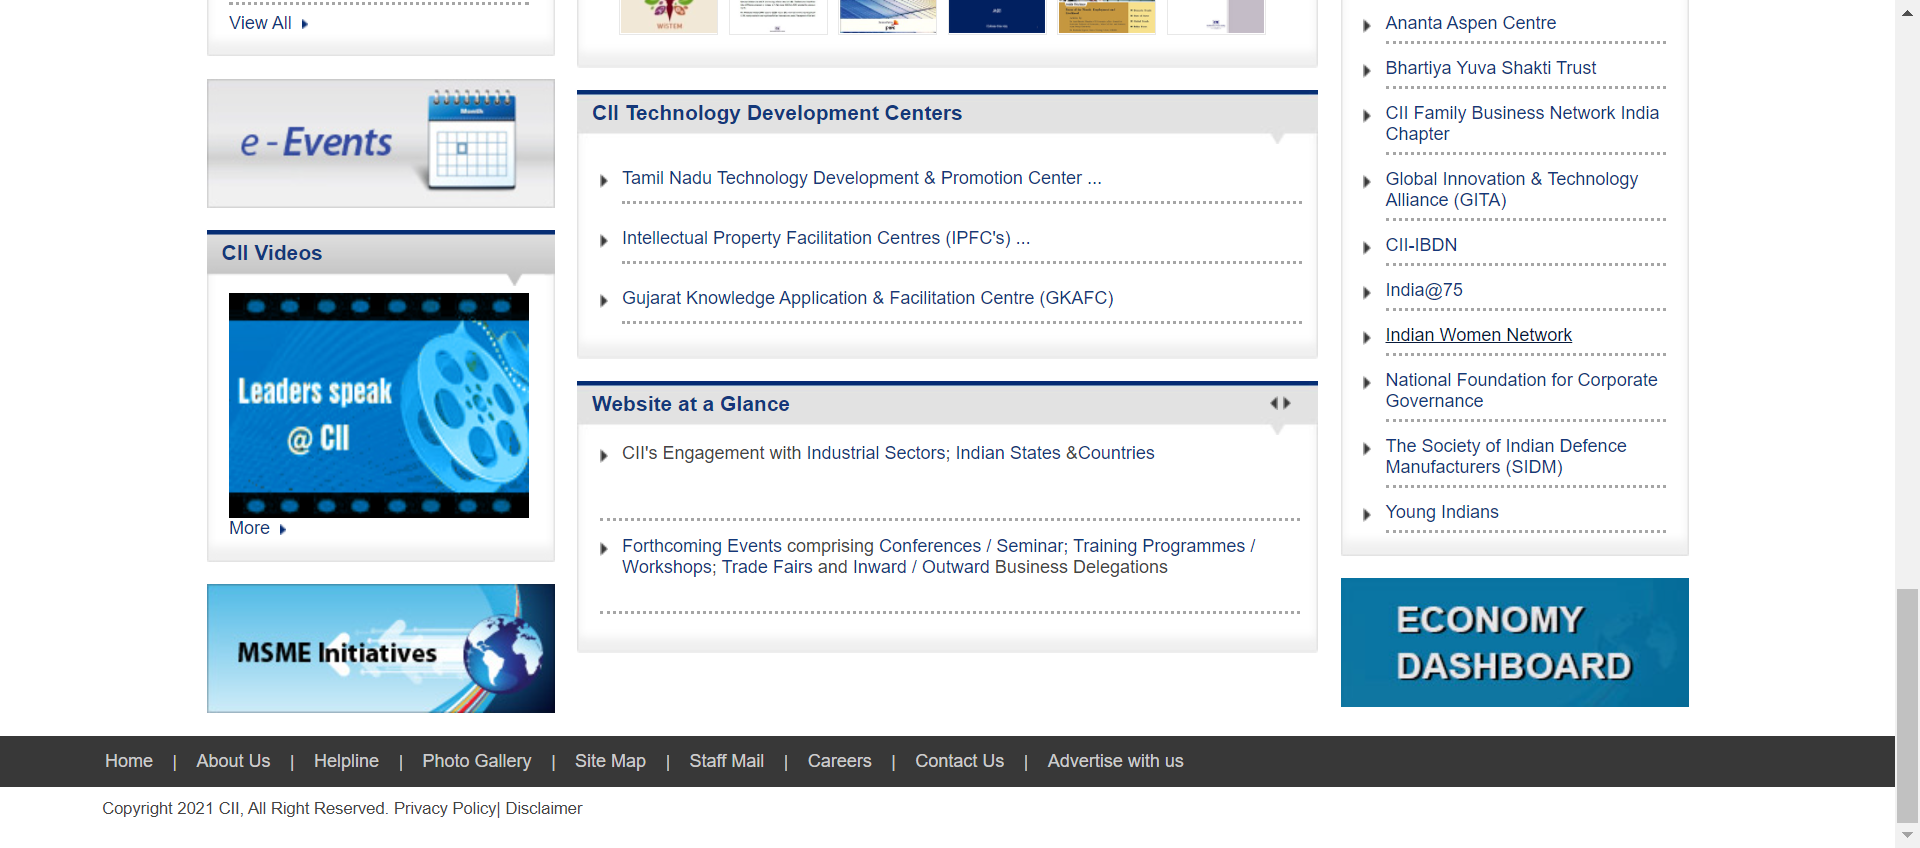 View All
WiSTEM
pwc
e - Events
Month
CII Videos
Leaders speak
@ CII
More
MSME Initiatives
CII Technology Development Centers
Tamil Nadu Technology Development & Promotion Center ...
Intellectual Property Facilitation Centres (IPFC's) ...
Gujarat Knowledge Application & Facilitation Centre (GKAFC)
Website at a Glance
CII's Engagement with Industrial Sectors; Indian States &Countries
Forthcoming Events comprising Conferences / Seminar; Training Programmes /
Workshops; Trade Fairs and Inward / Outward Business Delegations
Ananta Aspen Centre
Bhartiya Yuva Shakti Trust
CII Family Business Network India
Chapter
Global Innovation & Technology
Alliance (GITA)
CII-IBDN
India@75
Indian Women Network
National Foundation for Corporate
Governance
The Society of Indian Defence
Manufacturers (SIDM)
Young Indians
ECONOMY
DASHBOARD
Home | About Us | Helpline | Photo Gallery | Site Map | Staff Mail | Careers | Contact Us | Advertise with us
Copyright 2021 CII, All Right Reserved. Privacy Policy| Disclaimer